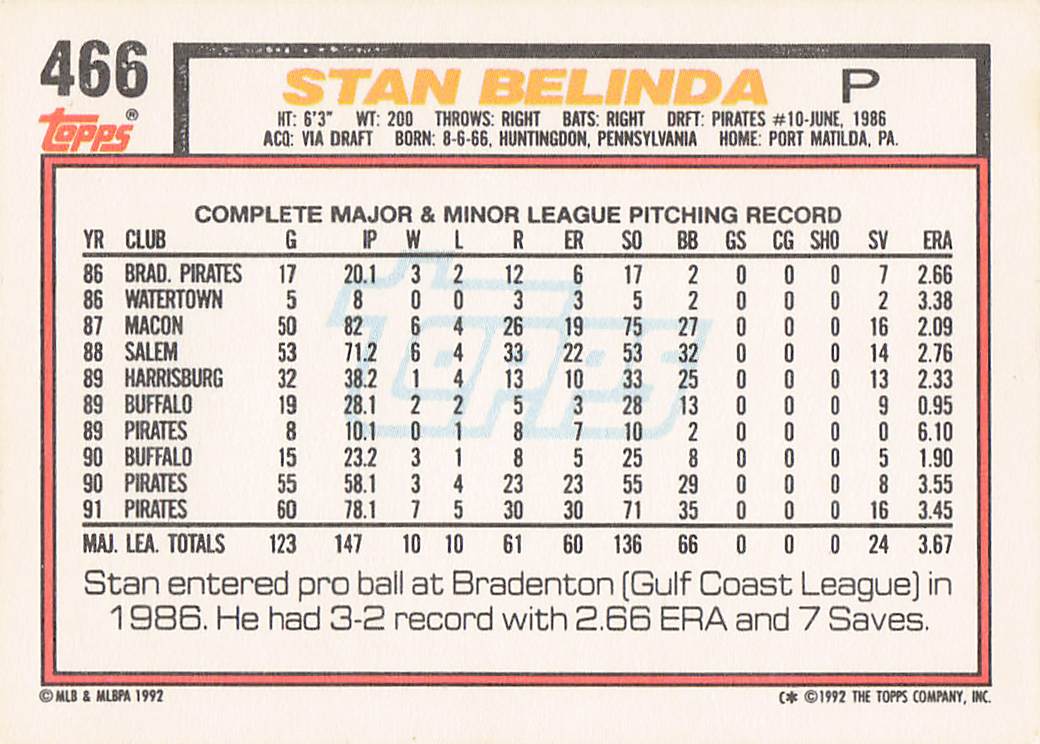 466
Topps®
STAN BELINDA P
HT: 6'3" WT: 200 THROWS: RIGHT BATS: RIGHT DRFT: PIRATES #10-JUNE, 1986
ACQ: VIA DRAFT BORN: 8-6-66, HUNTINGDON, PENNSYLVANIA HOME: PORT MATILDA, PA.
COMPLETE MAJOR & MINOR LEAGUE PITCHING RECORD
YR CLUB G IP W L R ER SO BB GS CG SHO SV ERA
86 BRAD. PIRATES 17 20.1 3 2 12 6 17 2 0 0 0 7 2.66
86 WATERTOWN 5 8 0 0 3 3 5 2 0 0 0 2 3.38
87 MACON 50 82 6 4 26 19 75 27 0 0 0 16 2.09
88 SALEM 53 71.2 6 4 33 22 53 32 0 0 0 14 2.76
89 HARRISBURG 32 38.2 1 4 13 10 33 25 0 0 0 13 2.33
89 BUFFALO 19 28.1 2 2 5 3 28 13 0 0 0 9 0.95
89 PIRATES 8 10.1 0 1 8 7 10 2 0 0 0 0 6.10
90 BUFFALO 15 23.2 3 1 8 5 25 8 0 0 0 5 1.90
90 PIRATES 55 58.1 3 4 23 23 55 29 0 0 0 8 3.55
91 PIRATES 60 78.1 7 5 30 30 71 35 0 0 0 16 3.45
MAJ. LEA. TOTALS 123 147 10 10 61 60 136 66 0 0 0 24 3.67
Topps
Stan entered pro ball at Bradenton (Gulf Coast League) in
1986. He had 3-2 record with 2.66 ERA and 7 Saves.
© MLB & MLBPA 1992
C* © 1992 THE TOPPS COMPANY, INC.